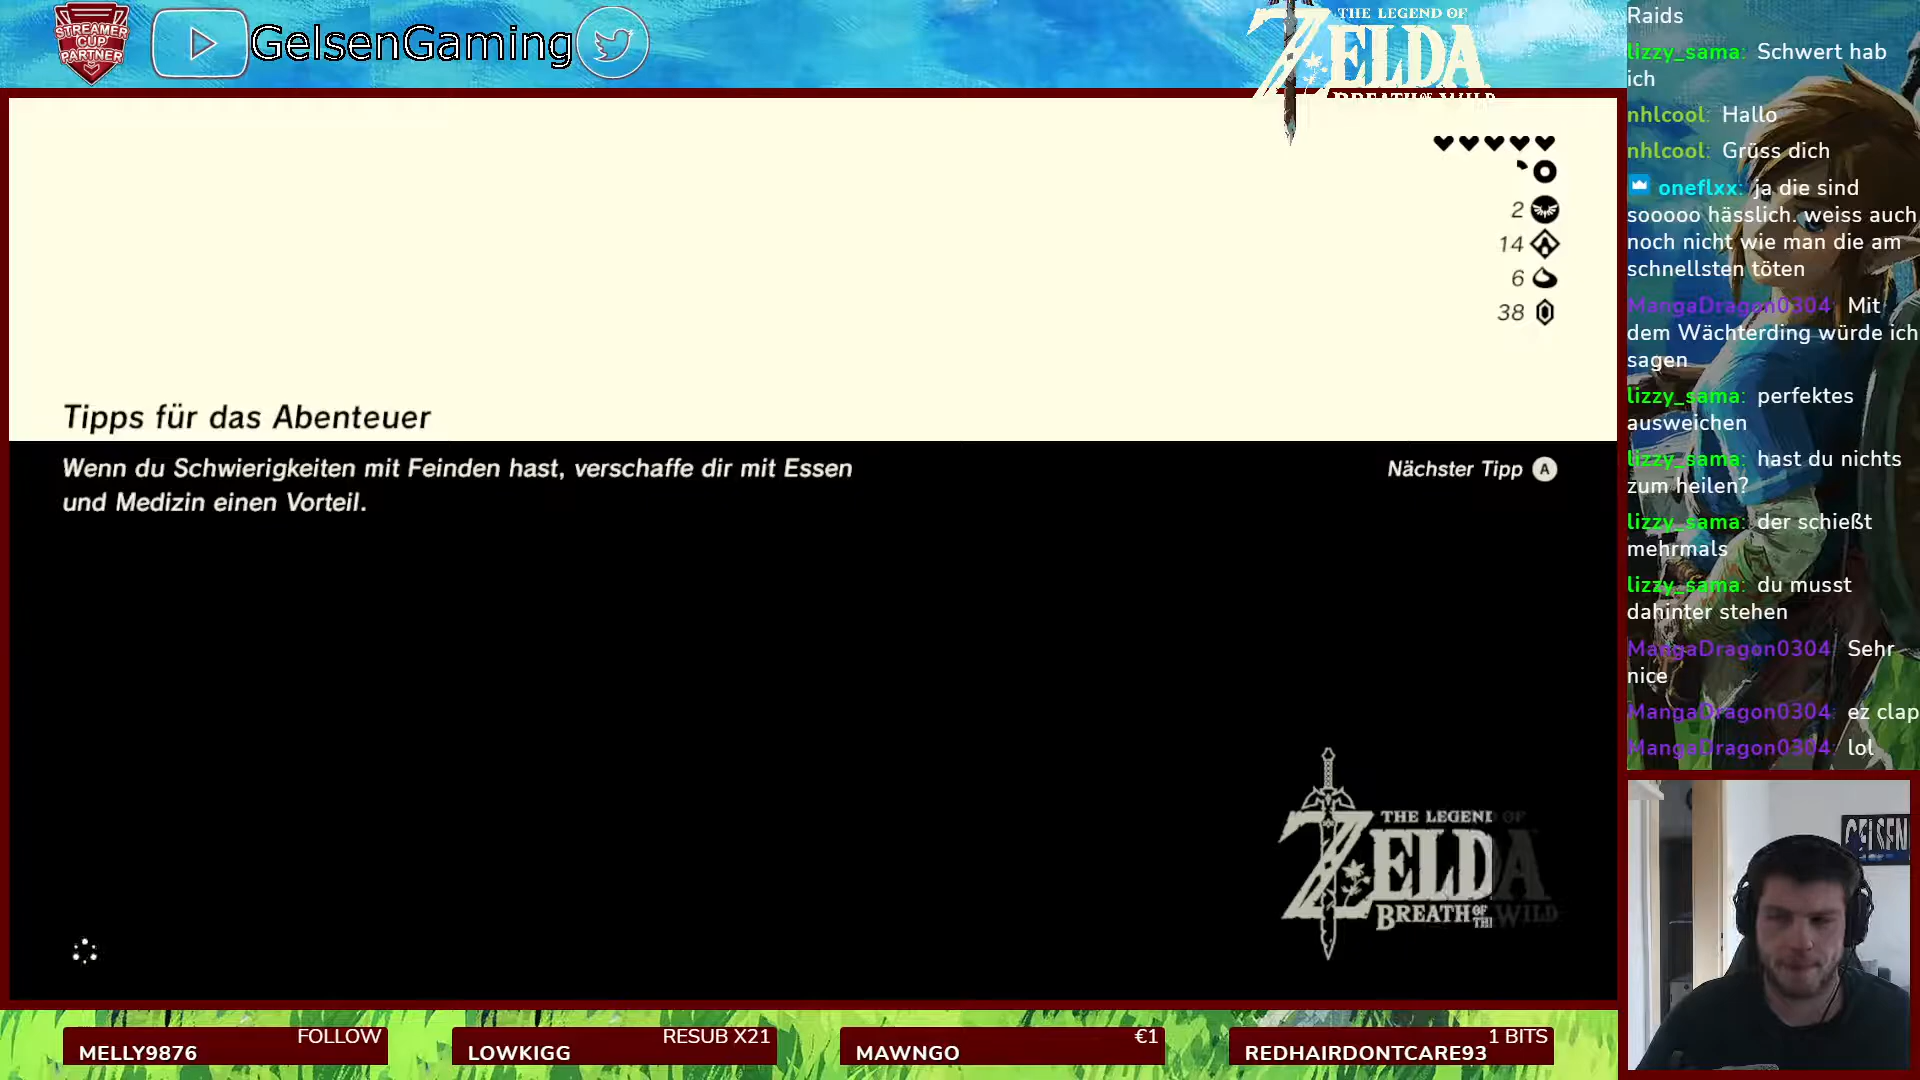 STREAMER
CUP
PARTNER
GelsenGaming
THE LEGEND OF
ZELDA
BREATH OF WILD
2
14
6
38
Tipps für das Abenteuer
Wenn du Schwierigkeiten mit Feinden hast, verschaffe dir mit Essen
und Medizin einen Vorteil.
Nächster Tipp A
THE LEGEND OF
ZELDA
BREATH OF THE WILD
Raids
lizzy_sama: Schwert hab
ich
nhlcool: Hallo
nhlcool: Grüss dich
oneflxx: ja die sind
sooooo hässlich. weiss auch
noch nicht wie man die am
schnellsten töten
MangaDragon0304: Mit
dem Wächterding würde ich
sagen
lizzy_sama: perfektes
ausweichen
lizzy_sama: hast du nichts
zum heilen?
lizzy_sama: der schießt
mehrmals
lizzy_sama: du musst
dahinter stehen
MangaDragon0304: Sehr
nice
MangaDragon0304: ez clap
MangaDragon0304: lol
GELSEN
FOLLOW
MELLY9876
RESUB X21
LOWKIGG
€1
MAWNGO
1 BITS
REDHAIRDONTCARE93